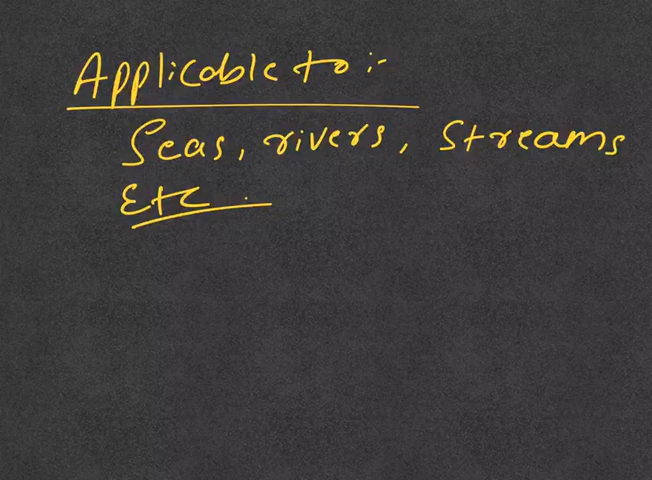 Applicable to :-
Seas, rivers, Streams
Etc.